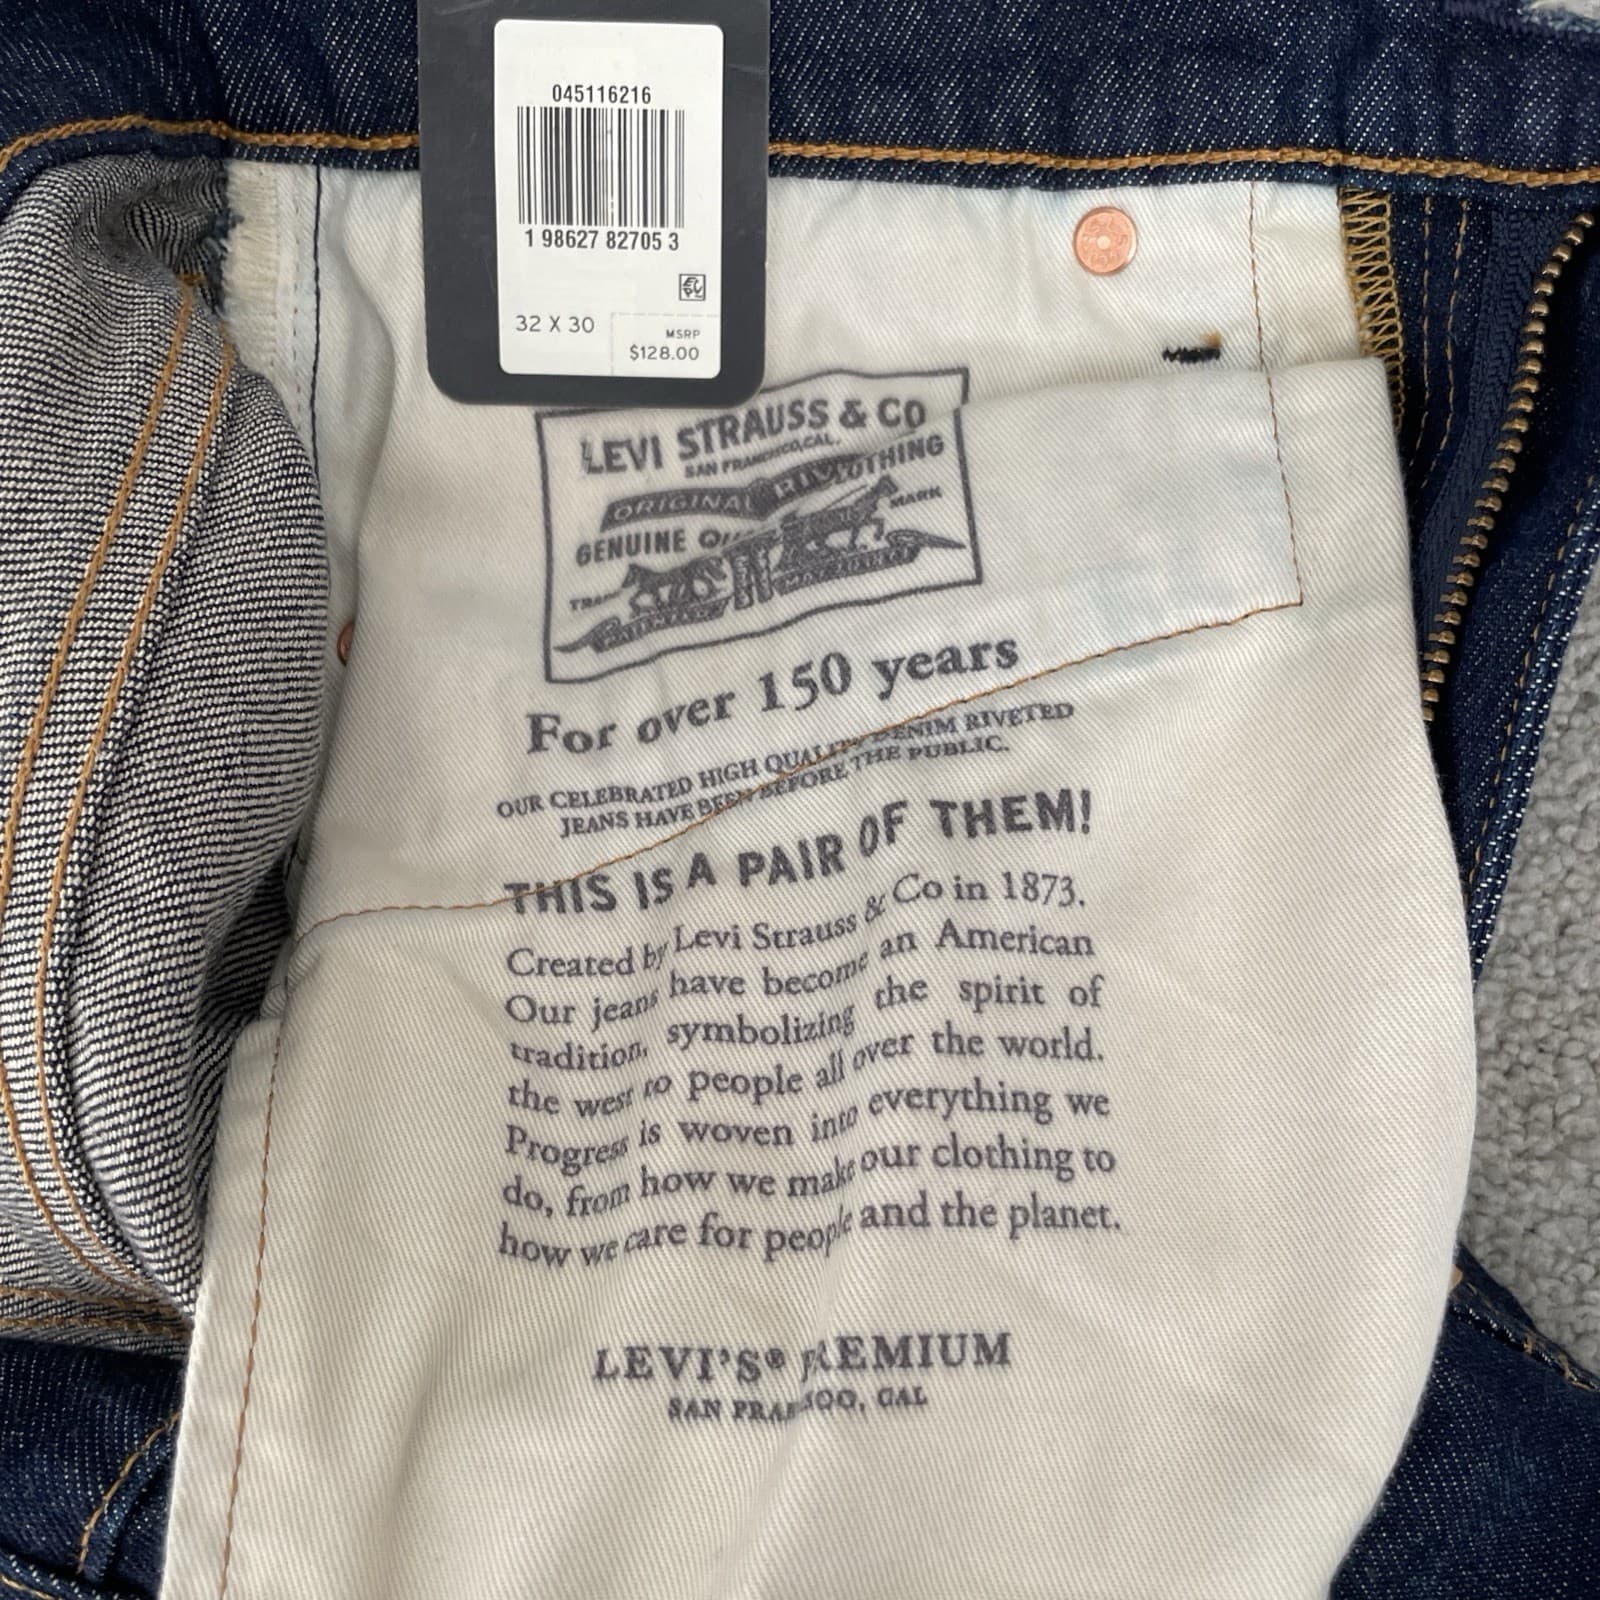 045116216
1 98627 82705 3
32 X 30
MSRP
$128.00
LEVI STRAUSS & CO
SAN FRANCISCO, CAL.
ORIGINAL RIV CLOTHING
GENUINE QU
TRADE MARK
For over 150 years
OUR CELEBRATED HIGH QUALITY DENIM RIVETED
JEANS HAVE BEEN BEFORE THE PUBLIC.
THIS IS A PAIR OF THEM!
Created by Levi Strauss & Co in 1873.
Our jeans have become an American
tradition, symbolizing the spirit of
the west to people all over the world.
Progress is woven into everything we
do, from how we make our clothing to
how we care for people and the planet.
LEVI'S® PREMIUM
SAN FRANCISCO, CAL